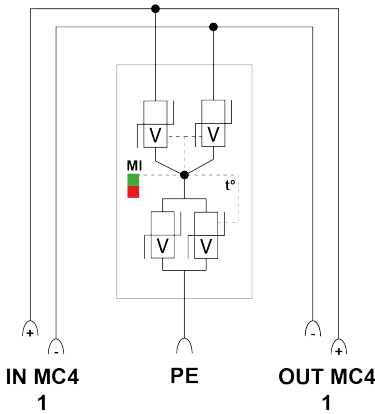 V V
MI
t°
V V
+ - - +
IN MC4 PE OUT MC4
1 1